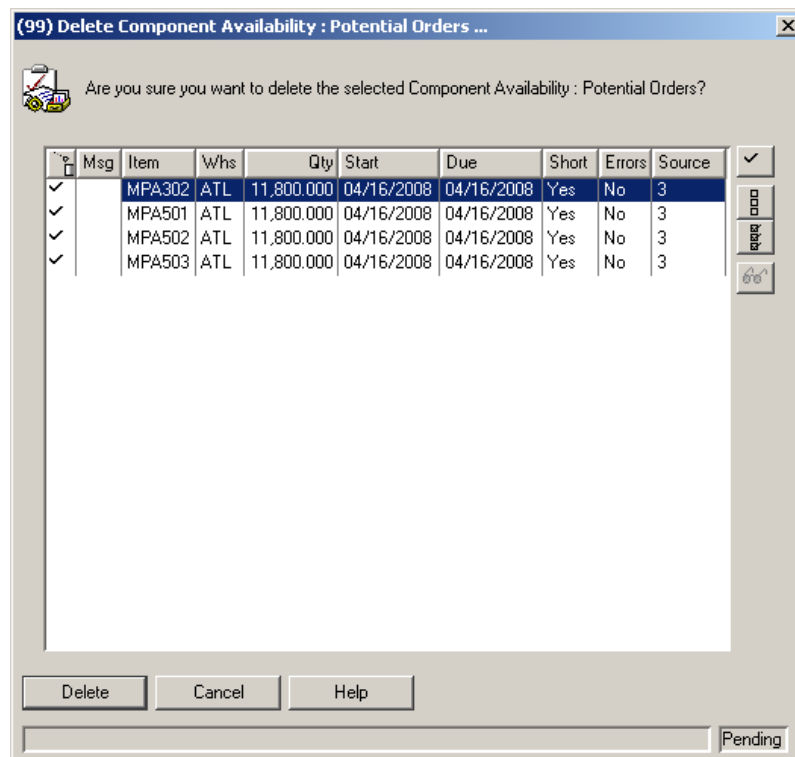 (99) Delete Component Availability : Potential Orders ...
Are you sure you want to delete the selected Component Availability : Potential Orders?
Msg Item Whs Qty Start Due Short Errors Source
MPA302 ATL 11,800.000 04/16/2008 04/16/2008 Yes No 3
MPA501 ATL 11,800.000 04/16/2008 04/16/2008 Yes No 3
MPA502 ATL 11,800.000 04/16/2008 04/16/2008 Yes No 3
MPA503 ATL 11,800.000 04/16/2008 04/16/2008 Yes No 3
Delete Cancel Help
Pending